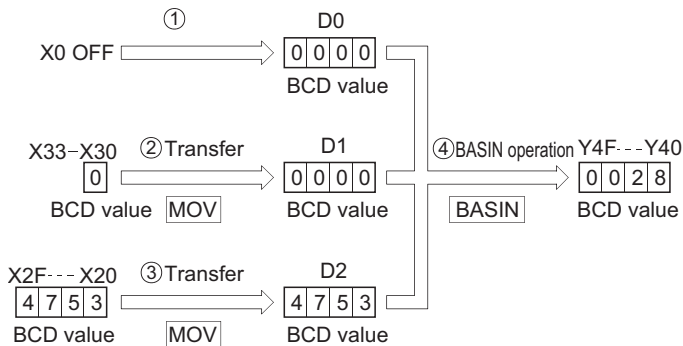 ① D0
X0 OFF 0 0 0 0
BCD value
X33–X30 ②Transfer D1 ④BASIN operation Y4F---Y40
0 0 0 0 0 0 0 2 8
BCD value MOV BCD value BASIN BCD value
X2F---X20 ③Transfer D2
4 7 5 3 4 7 5 3
BCD value MOV BCD value